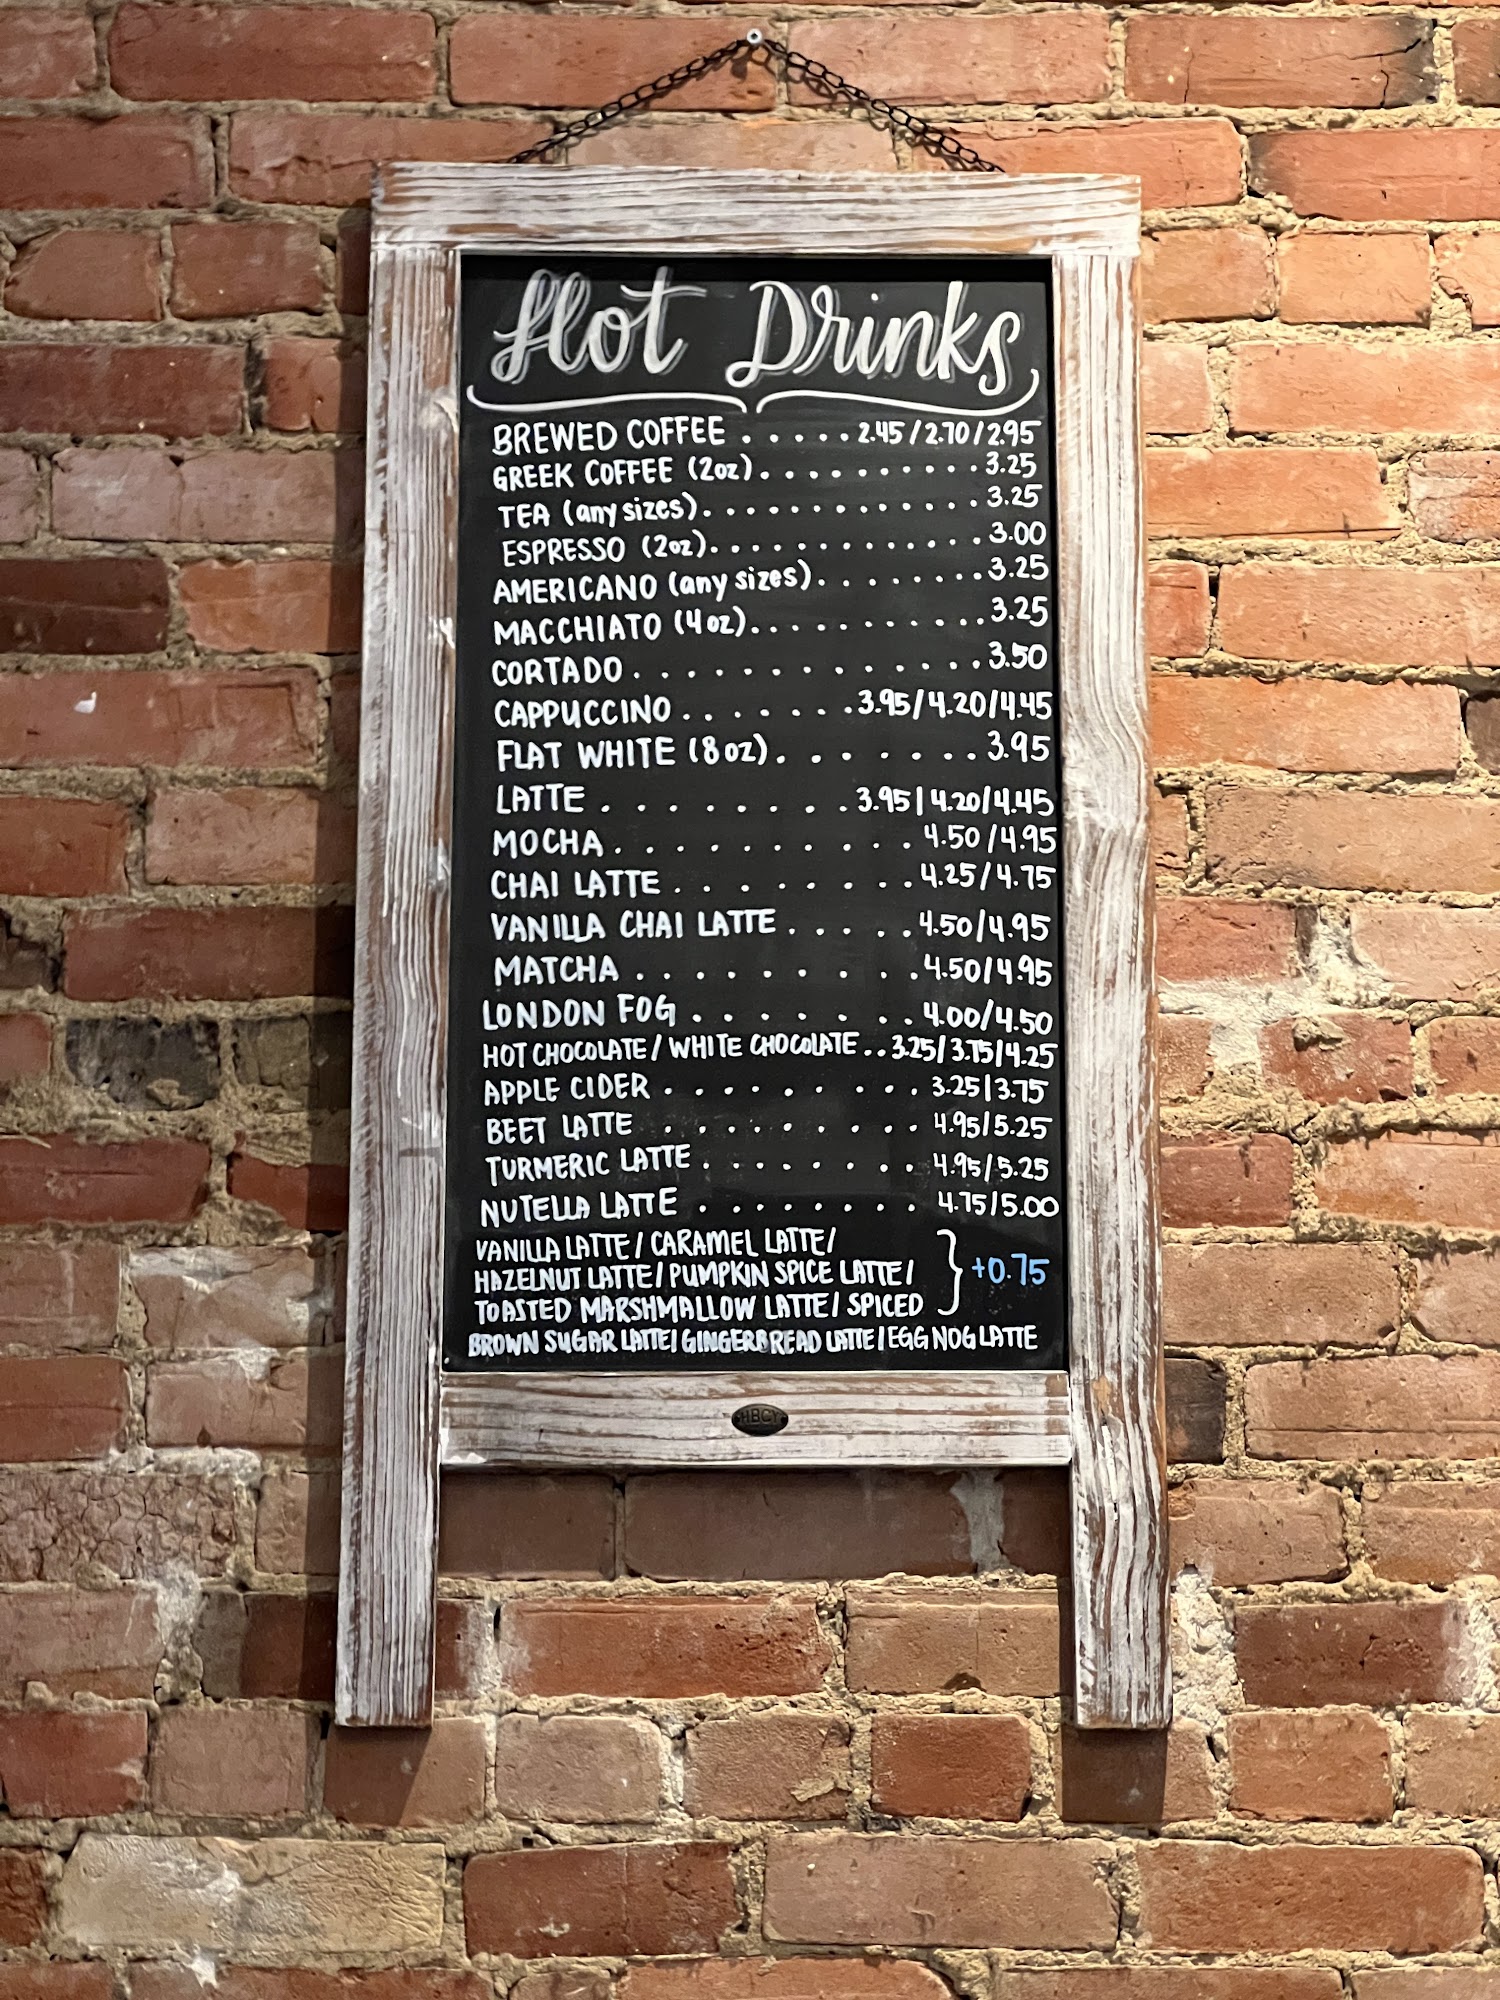 Hot Drinks
BREWED COFFEE . . . . . 2.45/2.70/2.95
GREEK COFFEE (2oz) . . . . . . . . . . 3.25
TEA (any sizes) . . . . . . . . . . . . . 3.25
ESPRESSO (2oz) . . . . . . . . . . . . . 3.00
AMERICANO (any sizes) . . . . . . . . 3.25
MACCHIATO (4oz) . . . . . . . . . . . 3.25
CORTADO . . . . . . . . . . . . . 3.50
CAPPUCCINO . . . . . . . 3.95/4.20/4.45
FLAT WHITE (8oz) . . . . . . . 3.95
LATTE . . . . . . . . 3.95|4.20/4.45
MOCHA . . . . . . . . . . . 4.50/4.95
CHAI LATTE . . . . . . . . . 4.25/4.75
VANILLA CHAI LATTE . . . . . 4.50/4.95
MATCHA . . . . . . . . . 4.50/4.95
LONDON FOG . . . . . . . . 4.00/4.50
HOT CHOCOLATE/ WHITE CHOCOLATE . . 3.25/3.75/4.25
APPLE CIDER . . . . . . . . . 3.25|3.75
BEET LATTE . . . . . . . . . . 4.95/5.25
TURMERIC LATTE . . . . . . . . 4.95/5.25
NUTELLA LATTE . . . . . . . . 4.75/5.00
VANILLA LATTE / CARAMEL LATTE/
HAZELNUT LATTE/ PUMPKIN SPICE LATTE/ } +0.75
TOASTED MARSHMALLOW LATTE/ SPICED
BROWN SUGAR LATTE/ GINGERBREAD LATTE/ EGG NOG LATTE
HBCY